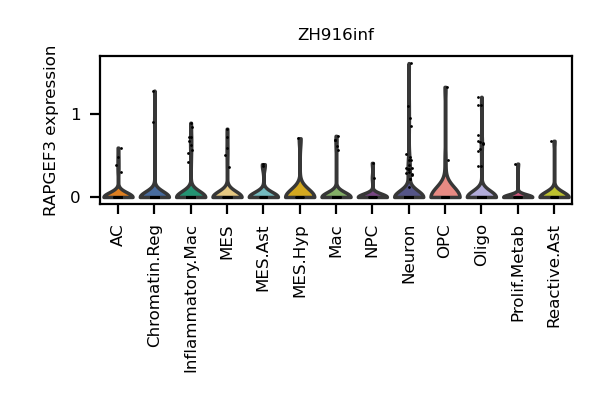 ZH916inf
RAPGEF3 expression
1
0
AC
Chromatin.Reg
Inflammatory.Mac
MES
MES.Ast
MES.Hyp
Mac
NPC
Neuron
OPC
Oligo
Prolif.Metab
Reactive.Ast